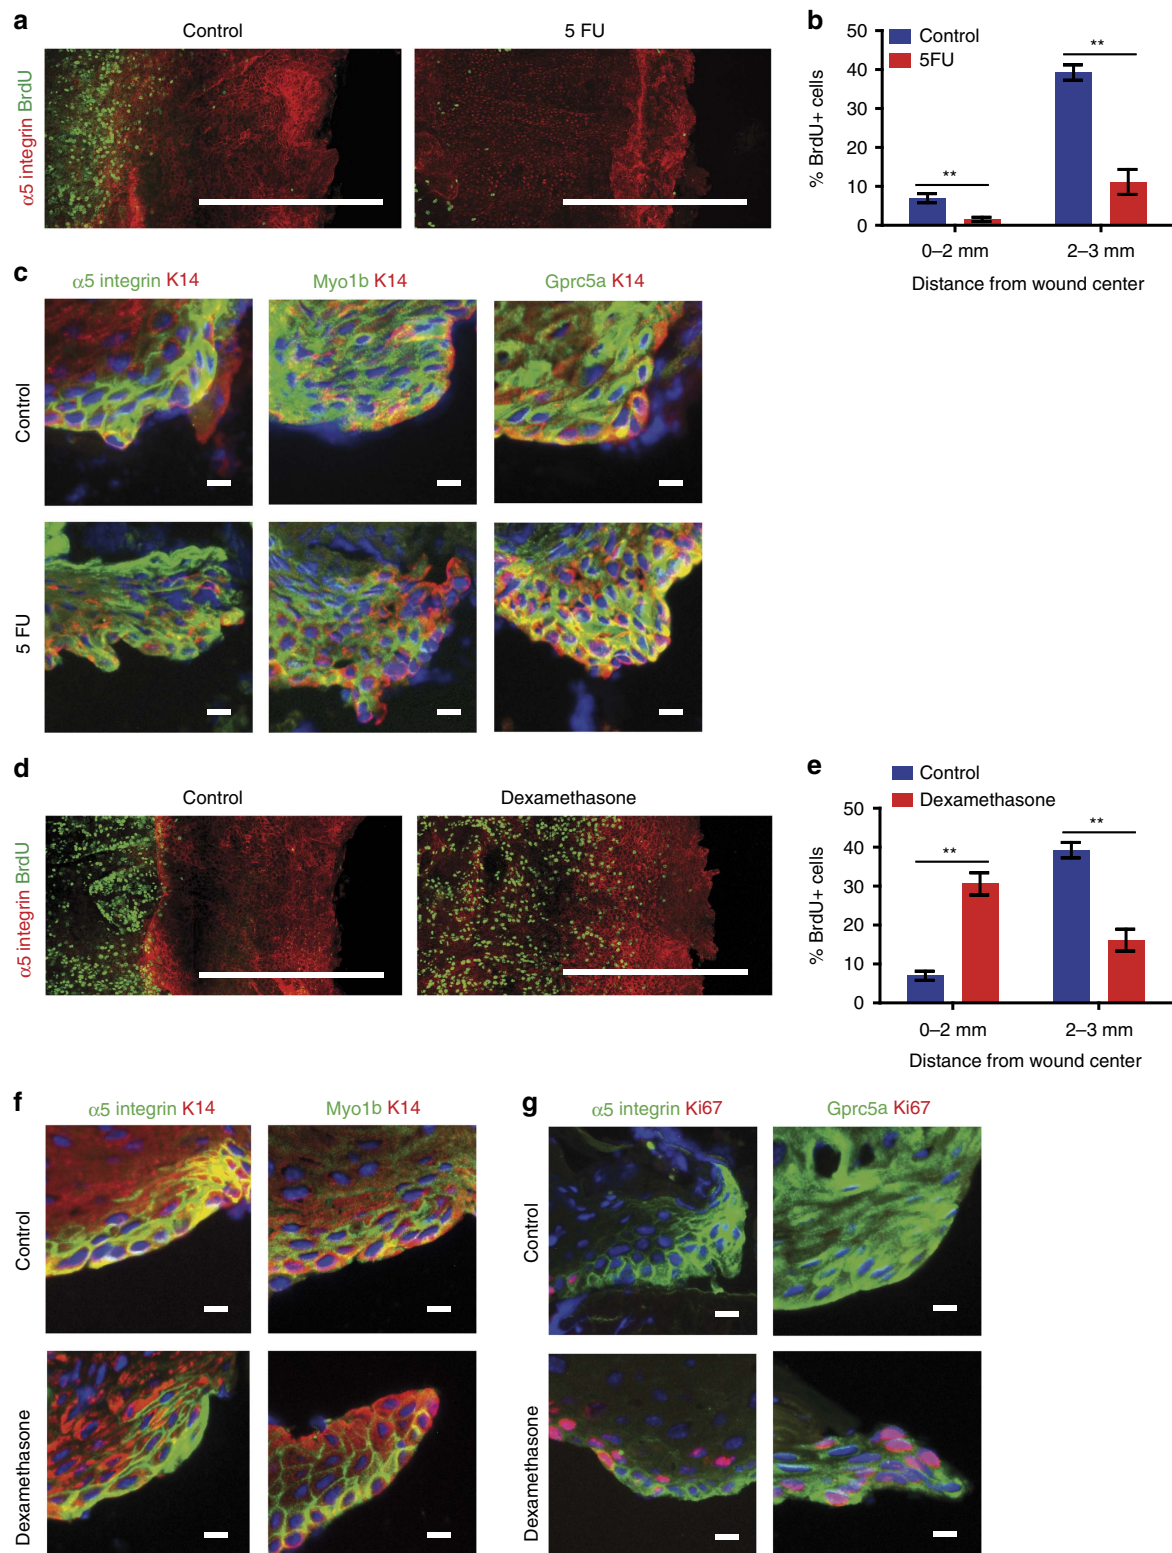 a
Control
5 FU
α5 integrin BrdU
b
Control
5FU
50
40
30
20
10
0
% BrdU+ cells
**
**
0–2 mm
2–3 mm
Distance from wound center
c
α5 integrin K14
Myo1b K14
Gprc5a K14
Control
5 FU
d
Control
Dexamethasone
α5 integrin BrdU
e
Control
Dexamethasone
50
40
30
20
10
0
% BrdU+ cells
**
**
0–2 mm
2–3 mm
Distance from wound center
f
α5 integrin K14
Myo1b K14
Control
Dexamethasone
g
α5 integrin Ki67
Gprc5a Ki67
Control
Dexamethasone